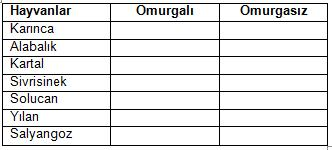 Hayvanlar Omurgalı Omurgasız
Karınca
Alabalık
Kartal
Sivrisinek
Solucan
Yılan
Salyangoz